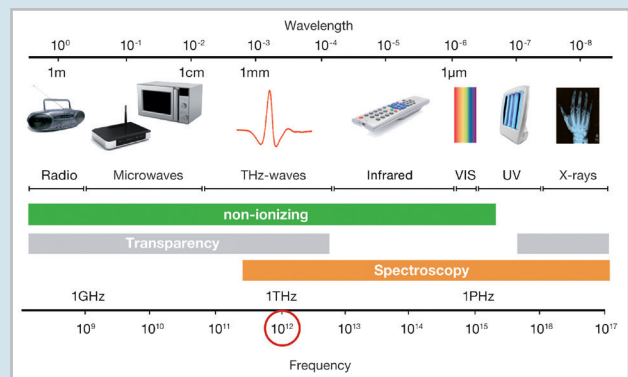 Wavelength
10⁰ 10⁻¹ 10⁻² 10⁻³ 10⁻⁴ 10⁻⁵ 10⁻⁶ 10⁻⁷ 10⁻⁸
1m 1cm 1mm 1μm
Radio Microwaves THz-waves Infrared VIS UV X-rays
non-ionizing
Transparency
Spectroscopy
1GHz 1THz 1PHz
10⁹ 10¹⁰ 10¹¹ 10¹² 10¹³ 10¹⁴ 10¹⁵ 10¹⁶ 10¹⁷
Frequency